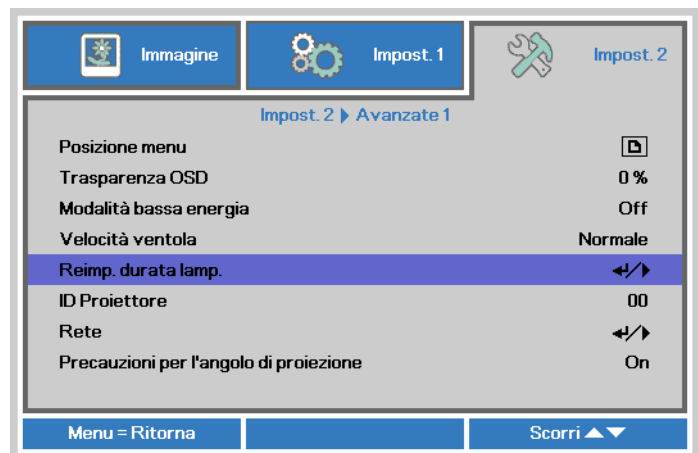 Immagine
Impost. 1
Impost. 2
Impost. 2 Avanzate 1
Posizione menu
Trasparenza OSD 0 %
Modalità bassa energia Off
Velocità ventola Normale
Reimp. durata lamp.
ID Proiettore 00
Rete
Precauzioni per l'angolo di proiezione On
Menu = Ritorna
Scorri